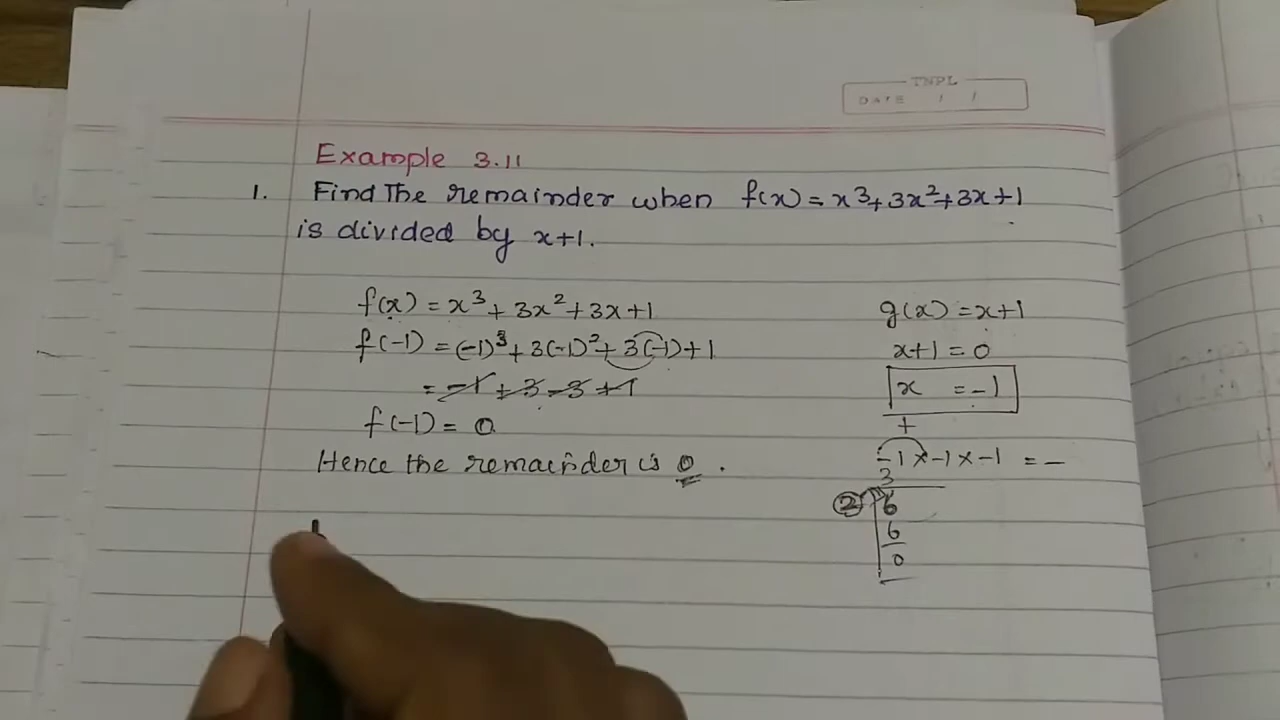 TNPL
DATE / /
Example 3.11
1. Find The remainder when f(x) = x³+3x²+3x+1
is divided by x+1.
f(x) = x³+3x²+3x+1
f(-1) = (-1)³+3(-1)²+3(-1)+1
= -1+3-3+1
f(-1) = 0
Hence the remainder is 0.
g(x) = x+1
x+1 = 0
x = -1
+
-1x-1x-1 = -
3
2 6
6
0